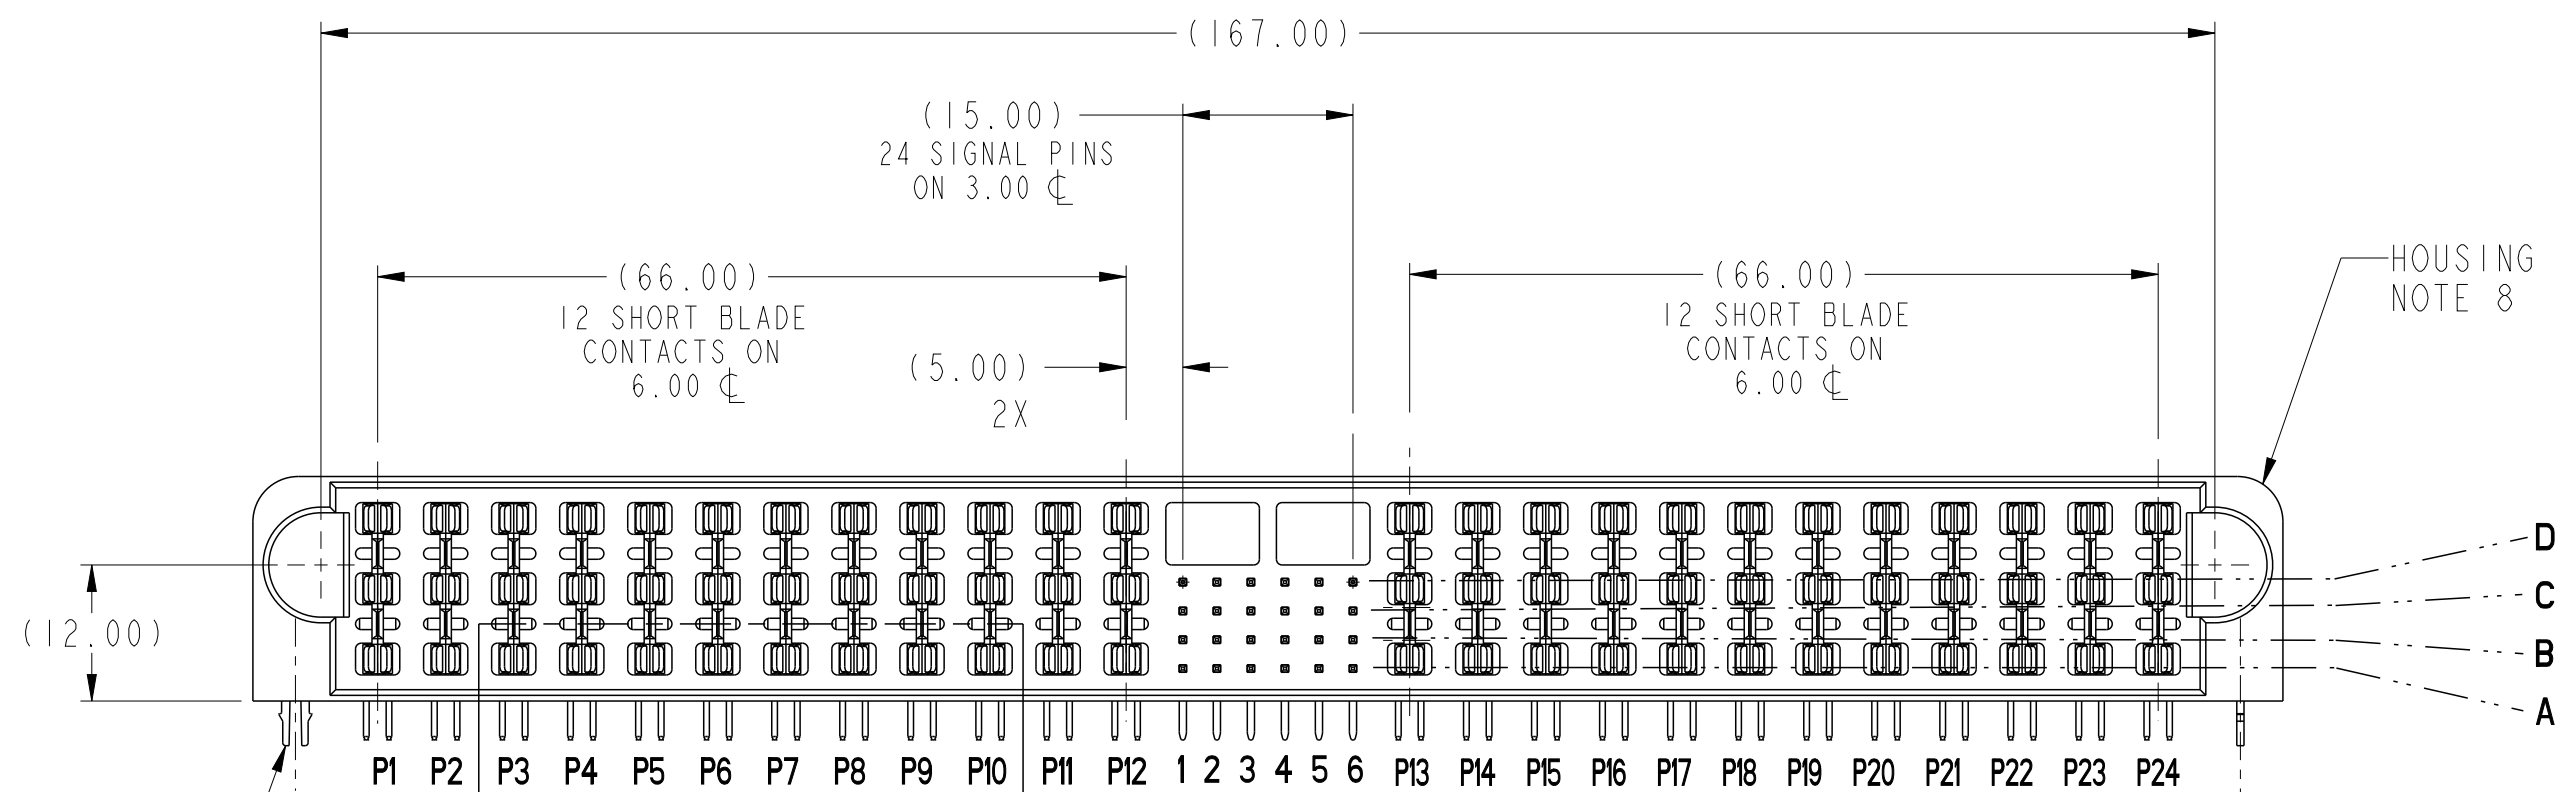 (167.00)
(15.00)
24 SIGNAL PINS
ON 3.00 ℄
(66.00)
12 SHORT BLADE
CONTACTS ON
6.00 ℄
(5.00)
2X
(66.00)
12 SHORT BLADE
CONTACTS ON
6.00 ℄
HOUSING
NOTE 8
(12.00)
D
C
B
A
P1 P2 P3 P4 P5 P6 P7 P8 P9 P10 P11 P12 1 2 3 4 5 6 P13 P14 P15 P16 P17 P18 P19 P20 P21 P22 P23 P24